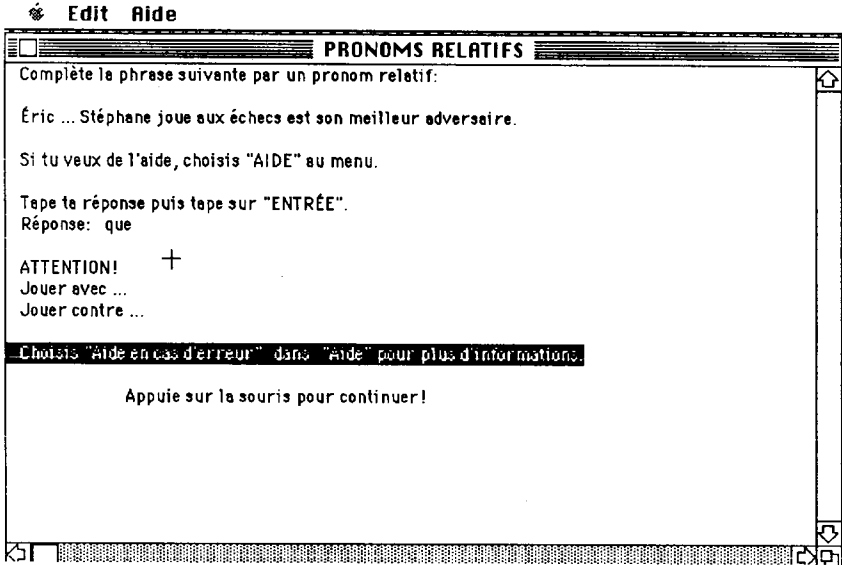 Edit Aide
PRONOMS RELATIFS
Complète la phrase suivante par un pronom relatif:
Éric ... Stéphane joue aux échecs est son meilleur adversaire.
Si tu veux de l'aide, choisis "AIDE" au menu.
Tape ta réponse puis tape sur "ENTRÉE".
Réponse: que
ATTENTION!
Jouer avec ...
Jouer contre ...
...Choisis "Aide en cas d'erreur" dans "Aide" pour plus d'informations.
Appuie sur la souris pour continuer!